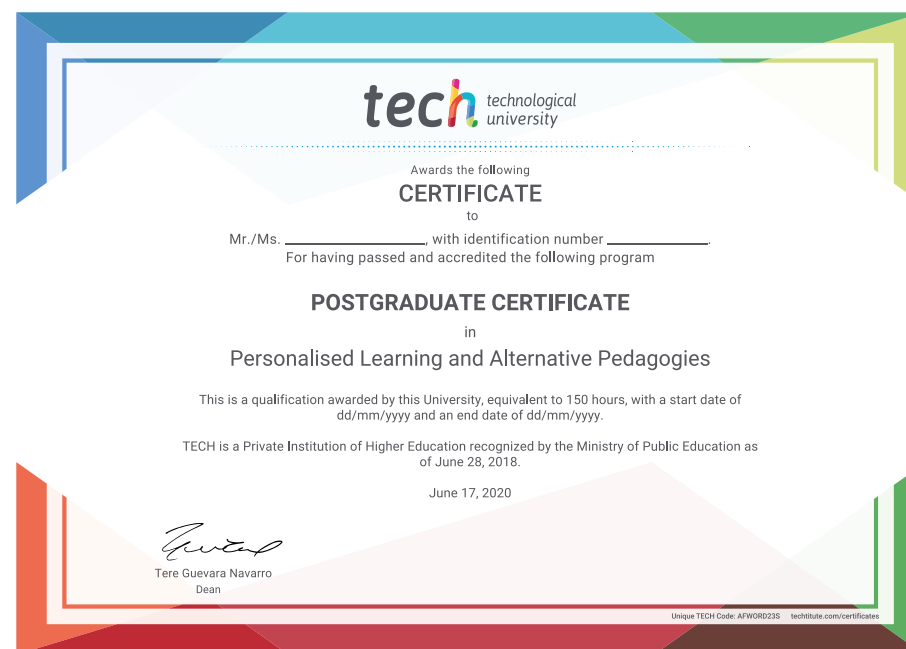 tech technological
university
Awards the following
CERTIFICATE
to
Mr./Ms. ____________________, with identification number ______________.
For having passed and accredited the following program
POSTGRADUATE CERTIFICATE
in
Personalised Learning and Alternative Pedagogies
This is a qualification awarded by this University, equivalent to 150 hours, with a start date of
dd/mm/yyyy and an end date of dd/mm/yyyy.
TECH is a Private Institution of Higher Education recognized by the Ministry of Public Education as
of June 28, 2018.
June 17, 2020
Tere Guevara Navarro
Dean
Unique TECH Code: AFWORD23S techtitute.com/certificates